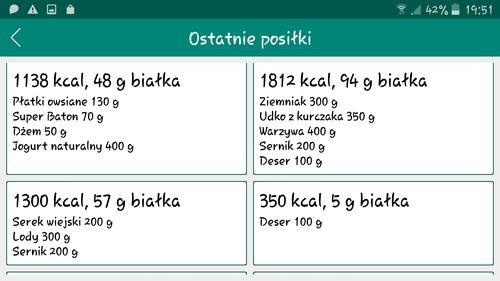 42% 19:51
Ostatnie posiłki
1138 kcal, 48 g białka
Płatki owsiane 130 g
Super Baton 70 g
Dżem 50 g
Jogurt naturalny 400 g
1812 kcal, 94 g białka
Ziemniak 300 g
Udko z kurczaka 350 g
Warzywa 400 g
Sernik 200 g
Deser 100 g
1300 kcal, 57 g białka
Serek wiejski 200 g
Lody 300 g
Sernik 200 g
350 kcal, 5 g białka
Deser 100 g